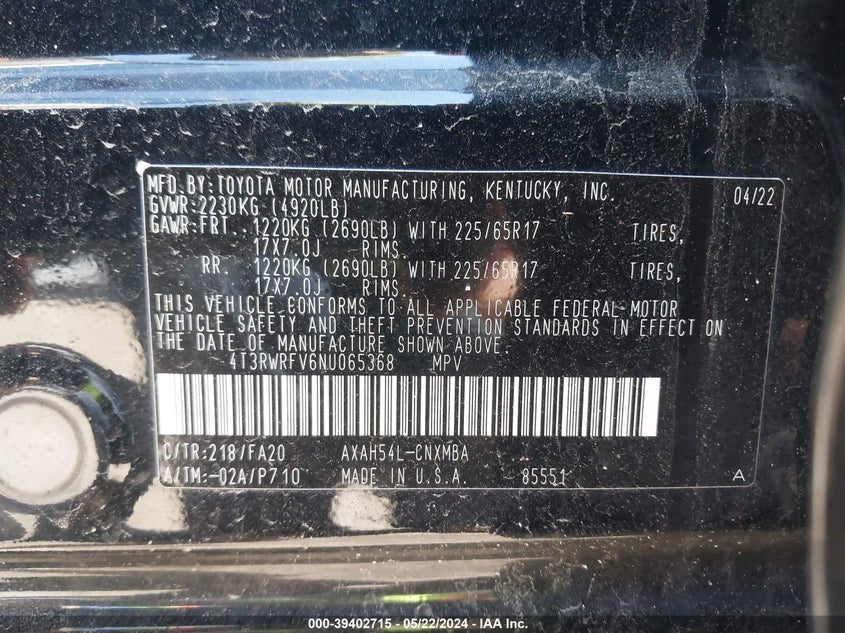 MFD.BY:TOYOTA MOTOR MANUFACTURING, KENTUCKY, INC. 04/22
GVWR:2230KG (4920LB)
GAWR:FRT. 1220KG (2690LB) WITH 225/65R17 TIRES,
17X7.0J RIMS.
RR. 1220KG (2690LB) WITH 225/65R17 TIRES,
17X7.0J RIMS.
THIS VEHICLE CONFORMS TO ALL APPLICABLE FEDERAL-MOTOR
VEHICLE SAFETY AND THEFT PREVENTION STANDARDS IN EFFECT ON
THE DATE OF MANUFACTURE SHOWN ABOVE.
4T3RWRFV6NU065368 MPV
C/TR:218/FA20 AXAH54L-CNXMBA
A/TM:-02A/P710 MADE IN U.S.A. 85551 A
000-39402715 - 05/22/2024 - IAA Inc.